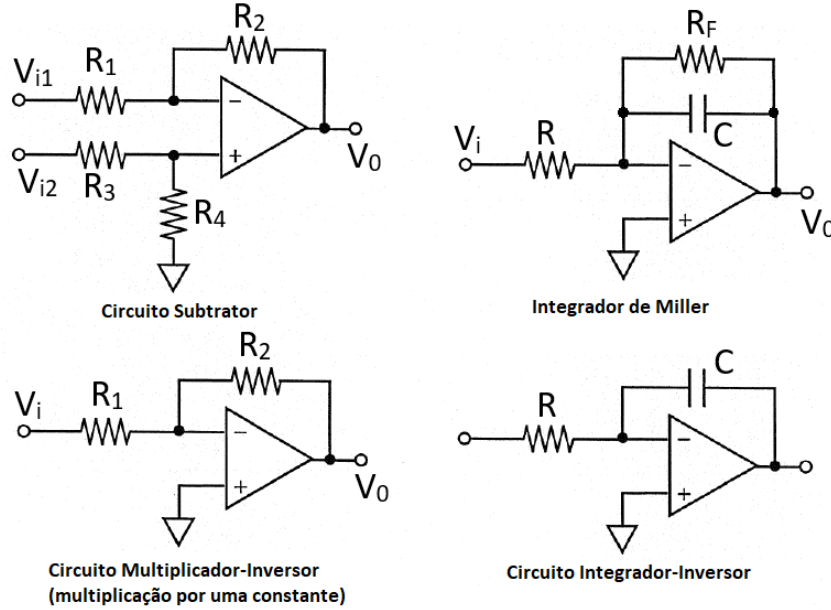 R2
Vi1
R1
−
+
V0
Vi2
R3
R4
Circuito Subtrator
RF
C
Vi
R
−
+
V0
Integrador de Miller
R2
Vi
R1
−
+
V0
Circuito Multiplicador-Inversor
(multiplicação por uma constante)
C
R
−
+
Circuito Integrador-Inversor